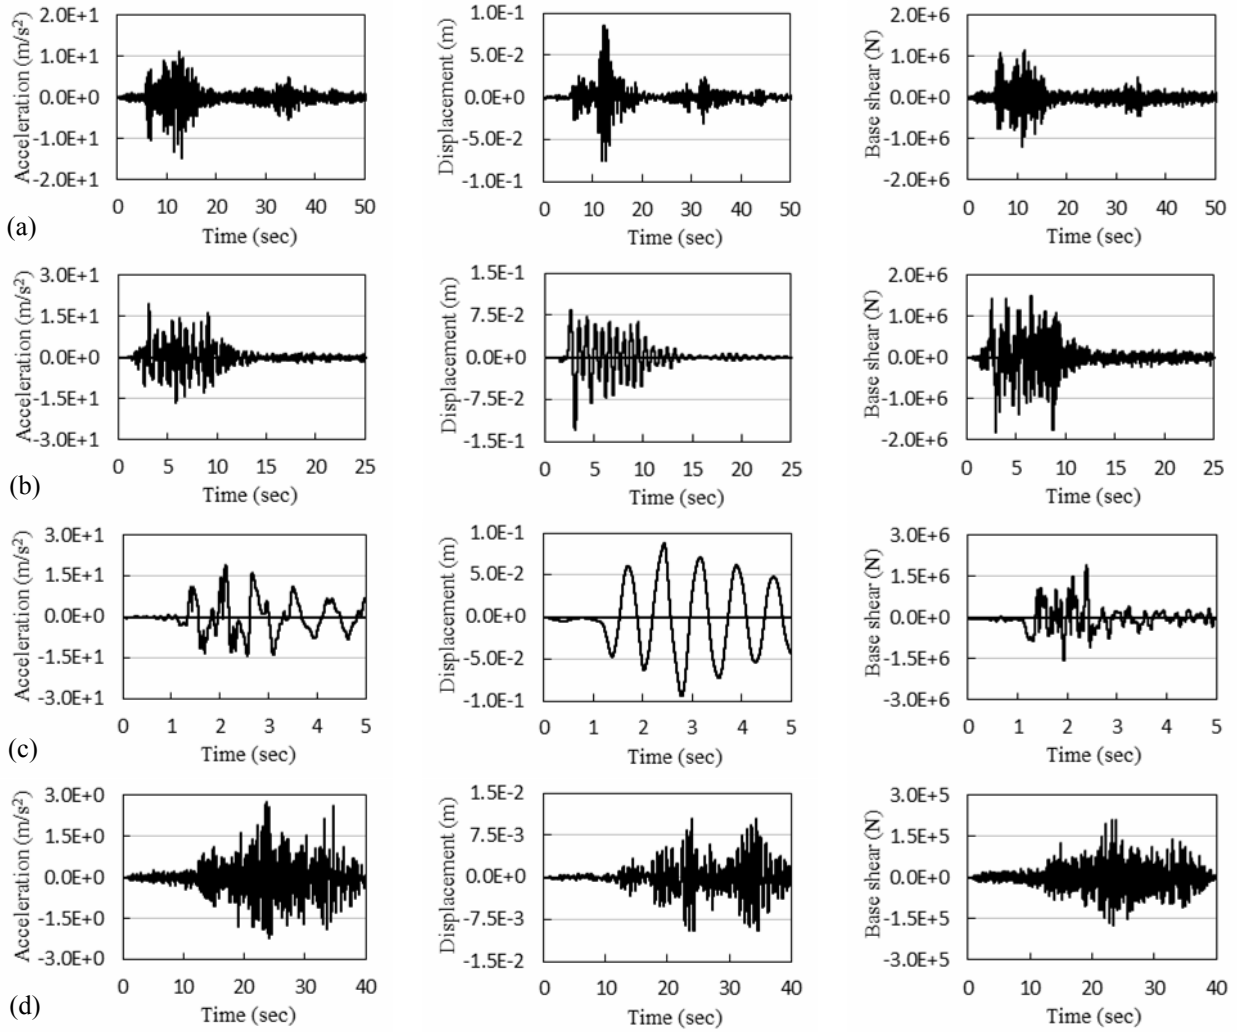 Acceleration (m/s²)
2.0E+1
1.0E+1
0.0E+0
-1.0E+1
-2.0E+1
0 10 20 30 40 50
Time (sec)
Displacement (m)
1.0E-1
5.0E-2
0.0E+0
-5.0E-2
-1.0E-1
0 10 20 30 40 50
Time (sec)
Base shear (N)
2.0E+6
1.0E+6
0.0E+0
-1.0E+6
-2.0E+6
0 10 20 30 40 50
Time (sec)
(a)
Acceleration (m/s²)
3.0E+1
1.5E+1
0.0E+0
-1.5E+1
-3.0E+1
0 5 10 15 20 25
Time (sec)
Displacement (m)
1.5E-1
7.5E-2
0.0E+0
-7.5E-2
-1.5E-1
0 5 10 15 20 25
Time (sec)
Base shear (N)
2.0E+6
1.0E+6
0.0E+0
-1.0E+6
-2.0E+6
0 5 10 15 20 25
Time (sec)
(b)
Acceleration (m/s²)
3.0E+1
1.5E+1
0.0E+0
-1.5E+1
-3.0E+1
0 1 2 3 4 5
Time (sec)
Displacement (m)
1.0E-1
5.0E-2
0.0E+0
-5.0E-2
-1.0E-1
0 1 2 3 4 5
Time (sec)
Base shear (N)
3.0E+6
1.5E+6
0.0E+0
-1.5E+6
-3.0E+6
0 1 2 3 4 5
Time (sec)
(c)
Acceleration (m/s²)
3.0E+0
1.5E+0
0.0E+0
-1.5E+0
-3.0E+0
0 10 20 30 40
Time (sec)
Displacement (m)
1.5E-2
7.5E-3
0.0E+0
-7.5E-3
-1.5E-2
0 10 20 30 40
Time (sec)
Base shear (N)
3.0E+5
1.5E+5
0.0E+0
-1.5E+5
-3.0E+5
0 10 20 30 40
Time (sec)
(d)